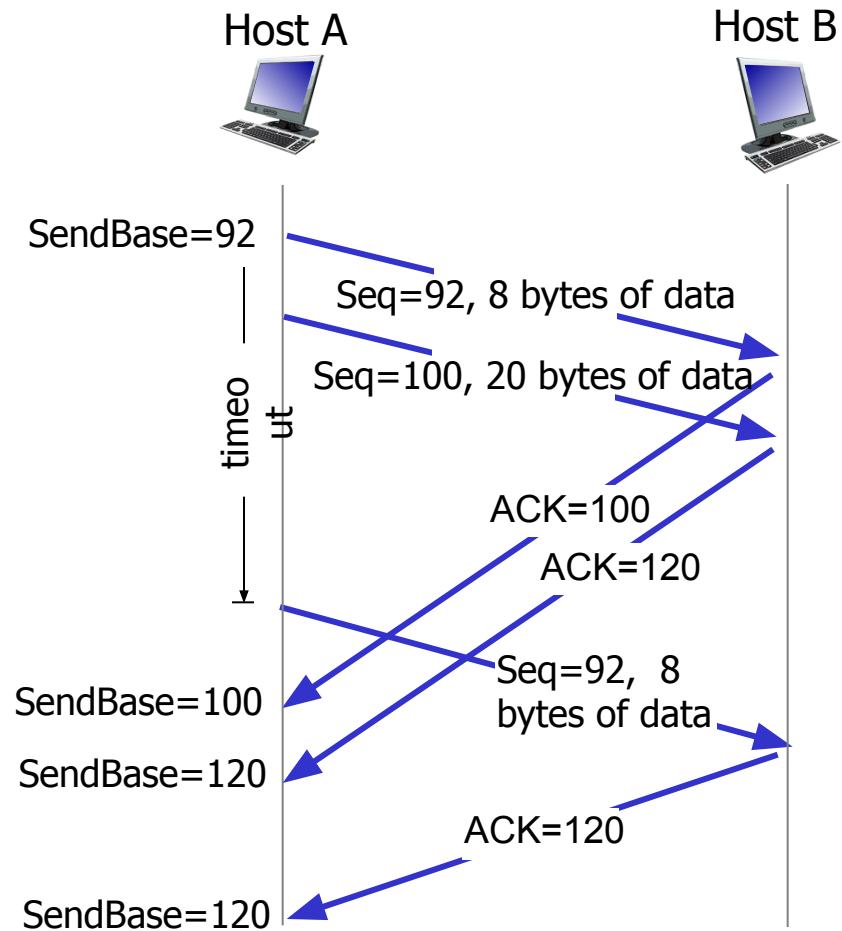 Host A
Host B
SendBase=92
Seq=92, 8 bytes of data
Seq=100, 20 bytes of data
timeo
ut
ACK=100
ACK=120
Seq=92, 8
bytes of data
SendBase=100
SendBase=120
ACK=120
SendBase=120